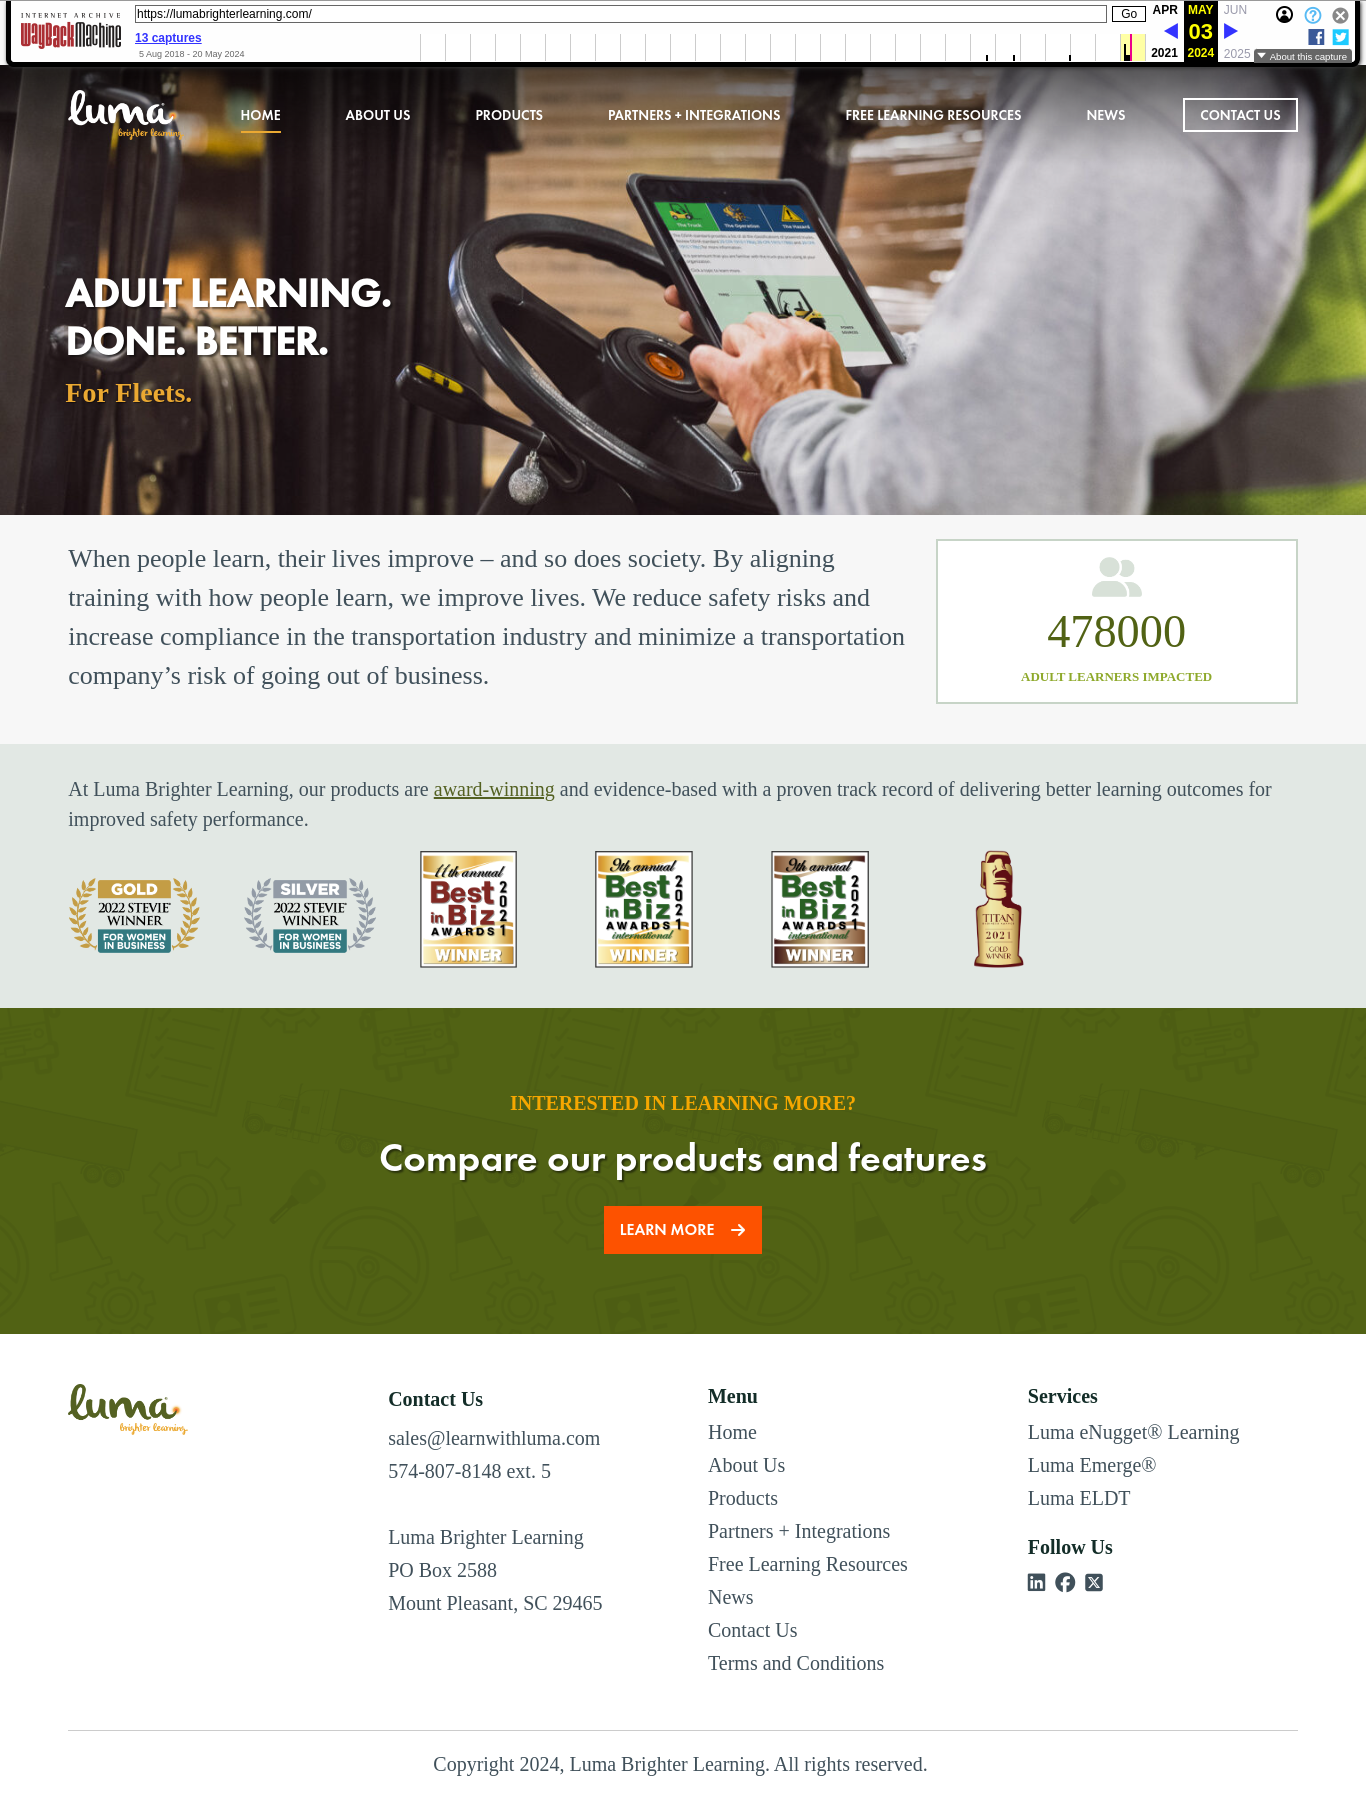 INTERNET ARCHIVE
WayBackMachine
https://lumabrighterlearning.com/
Go
13 captures
5 Aug 2018 - 20 May 2024
APR
MAY
JUN
03
2021
2024
2025
About this capture
luma
brighter learning
HOME
ABOUT US
PRODUCTS
PARTNERS + INTEGRATIONS
FREE LEARNING RESOURCES
NEWS
CONTACT US
The Truck
The Operation
The Hazard
ADULT LEARNING.
DONE. BETTER.
For Fleets.
When people learn, their lives improve – and so does society. By aligning
training with how people learn, we improve lives. We reduce safety risks and
increase compliance in the transportation industry and minimize a transportation
company’s risk of going out of business.
478000
ADULT LEARNERS IMPACTED
At Luma Brighter Learning, our products are award-winning and evidence-based with a proven track record of delivering better learning outcomes for
improved safety performance.
GOLD
2022 STEVIE®
WINNER
FOR WOMEN
IN BUSINESS
SILVER
2022 STEVIE®
WINNER
FOR WOMEN
IN BUSINESS
11th annual
Best
in Biz
AWARDS
2021
WINNER
9th annual
Best
in Biz
AWARDS
2021
international
WINNER
9th annual
Best
in Biz
AWARDS
2021
international
WINNER
TITAN
2021
GOLD
WINNER
INTERESTED IN LEARNING MORE?
Compare our products and features
LEARN MORE
luma
brighter learning
Contact Us
sales@learnwithluma.com
574-807-8148 ext. 5
Luma Brighter Learning
PO Box 2588
Mount Pleasant, SC 29465
Menu
Home
About Us
Products
Partners + Integrations
Free Learning Resources
News
Contact Us
Terms and Conditions
Services
Luma eNugget® Learning
Luma Emerge®
Luma ELDT
Follow Us
Copyright 2024, Luma Brighter Learning. All rights reserved.